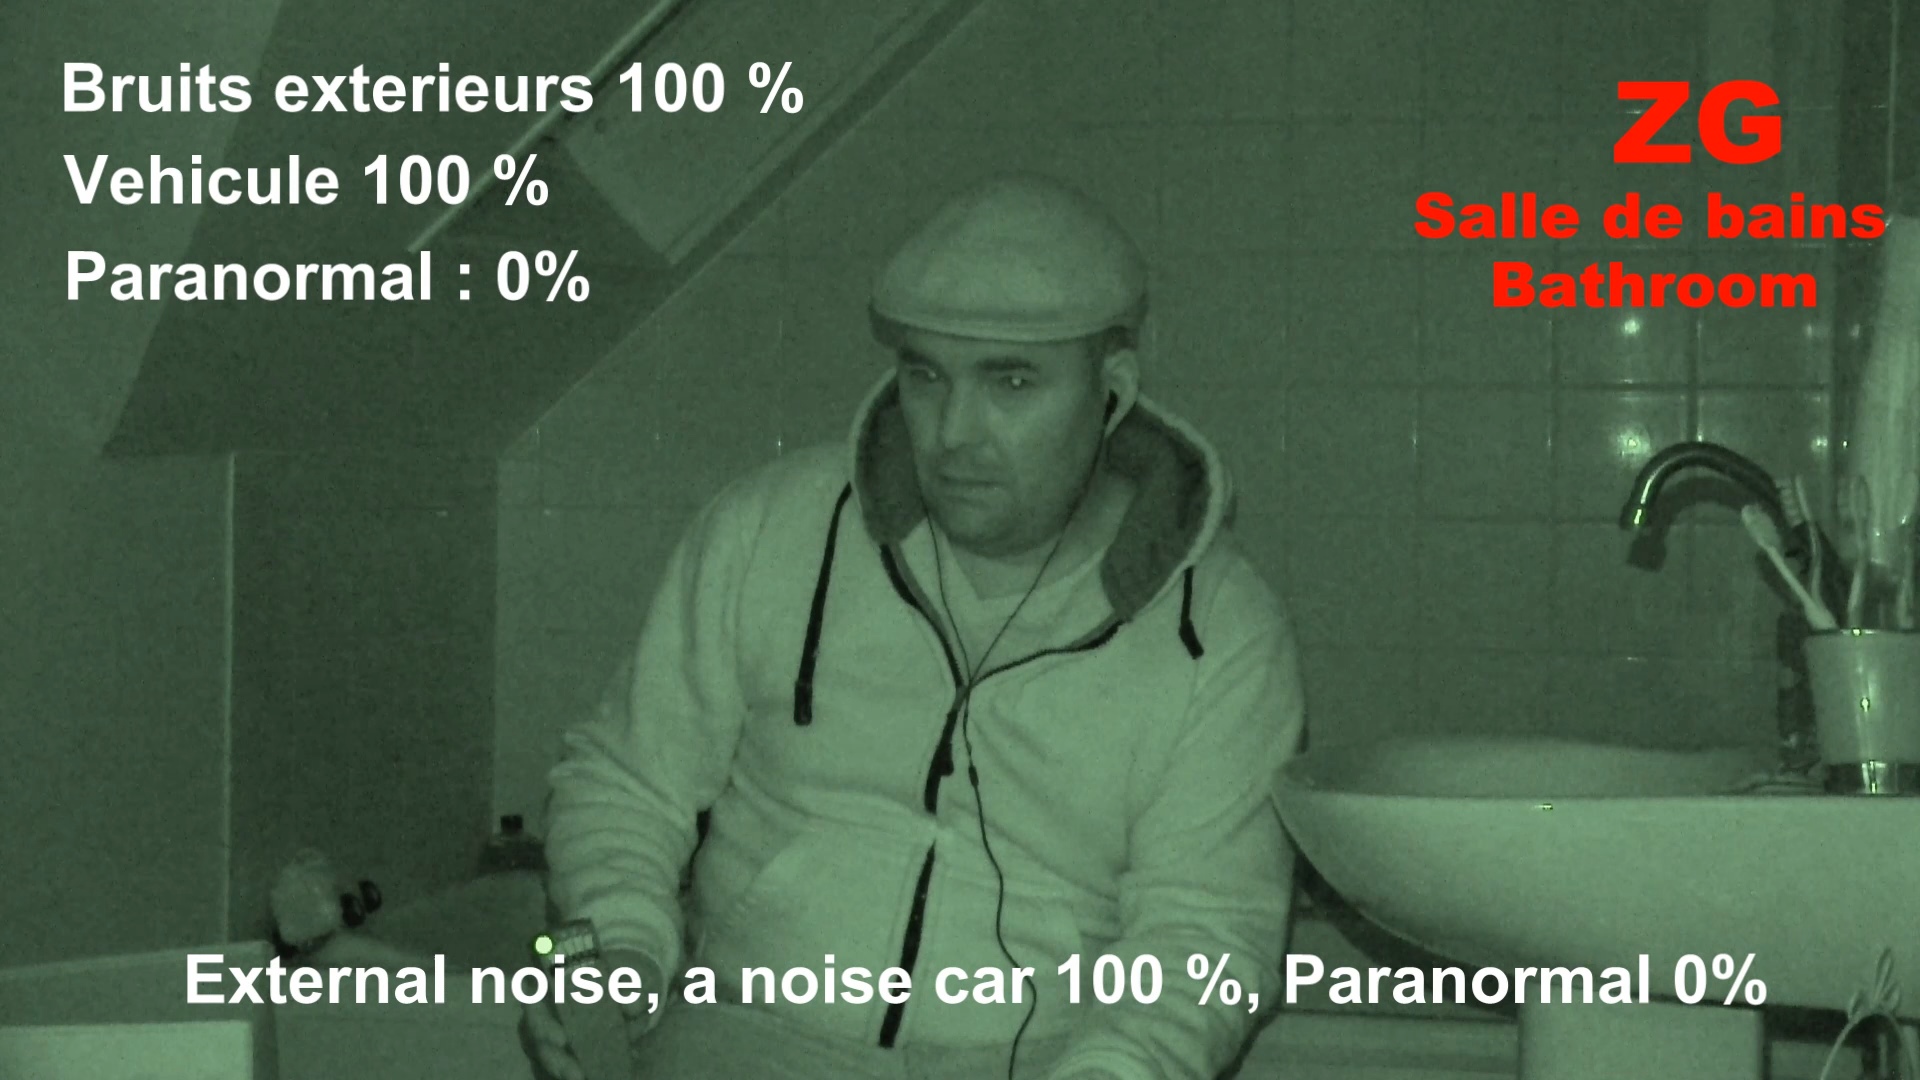 Bruits exterieurs 100 %
Vehicule 100 %
Paranormal : 0%
ZG
Salle de bains
Bathroom
External noise, a noise car 100 %, Paranormal 0%